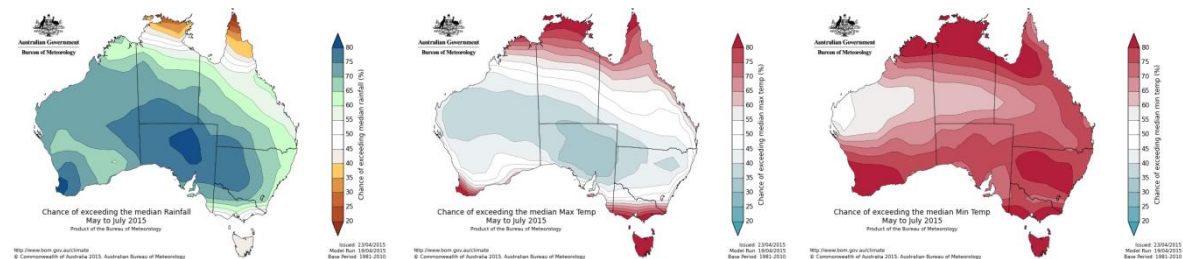 Australian Government
Bureau of Meteorology
80
75
70
65
60
55
50
45
40
35
30
25
20
Chance of exceeding median rainfall (%)
Chance of exceeding the median Rainfall
May to July 2015
Product of the Bureau of Meteorology
http://www.bom.gov.au/climate
© Commonwealth of Australia 2015, Australian Bureau of Meteorology
Issued: 23/04/2015
Model Run: 19/04/2015
Base Period: 1981-2010
Australian Government
Bureau of Meteorology
80
75
70
65
60
55
50
45
40
35
30
25
20
Chance of exceeding median max temp (%)
Chance of exceeding the median Max Temp
May to July 2015
Product of the Bureau of Meteorology
http://www.bom.gov.au/climate
© Commonwealth of Australia 2015, Australian Bureau of Meteorology
Issued: 23/04/2015
Model Run: 19/04/2015
Base Period: 1981-2010
Australian Government
Bureau of Meteorology
80
75
70
65
60
55
50
45
40
35
30
25
20
Chance of exceeding median min temp (%)
Chance of exceeding the median Min Temp
May to July 2015
Product of the Bureau of Meteorology
http://www.bom.gov.au/climate
© Commonwealth of Australia 2015, Australian Bureau of Meteorology
Issued: 23/04/2015
Model Run: 19/04/2015
Base Period: 1981-2010